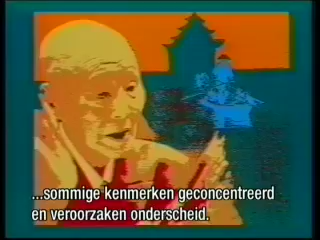 ...sommige kenmerken geconcentreerd
en veroorzaken onderscheid.